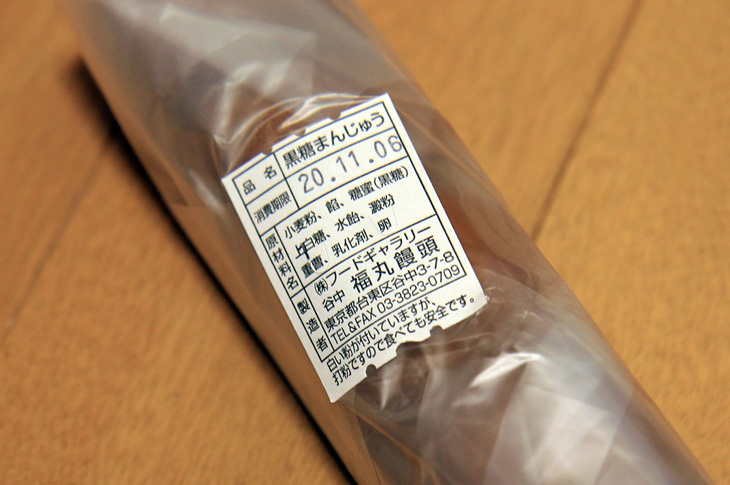 品名 黒糖まんじゅう
消費期限 20.11.06
原材料名 小麦粉、餡、糖蜜(黒糖)
上白糖、水飴、澱粉
重曹、乳化剤、卵
製造者 ㈱フードギャラリー
谷中 福丸饅頭
東京都台東区谷中3-7-8
TEL&FAX 03-3823-0709
白い粉が付いていますが、
打粉ですので食べても安全です。